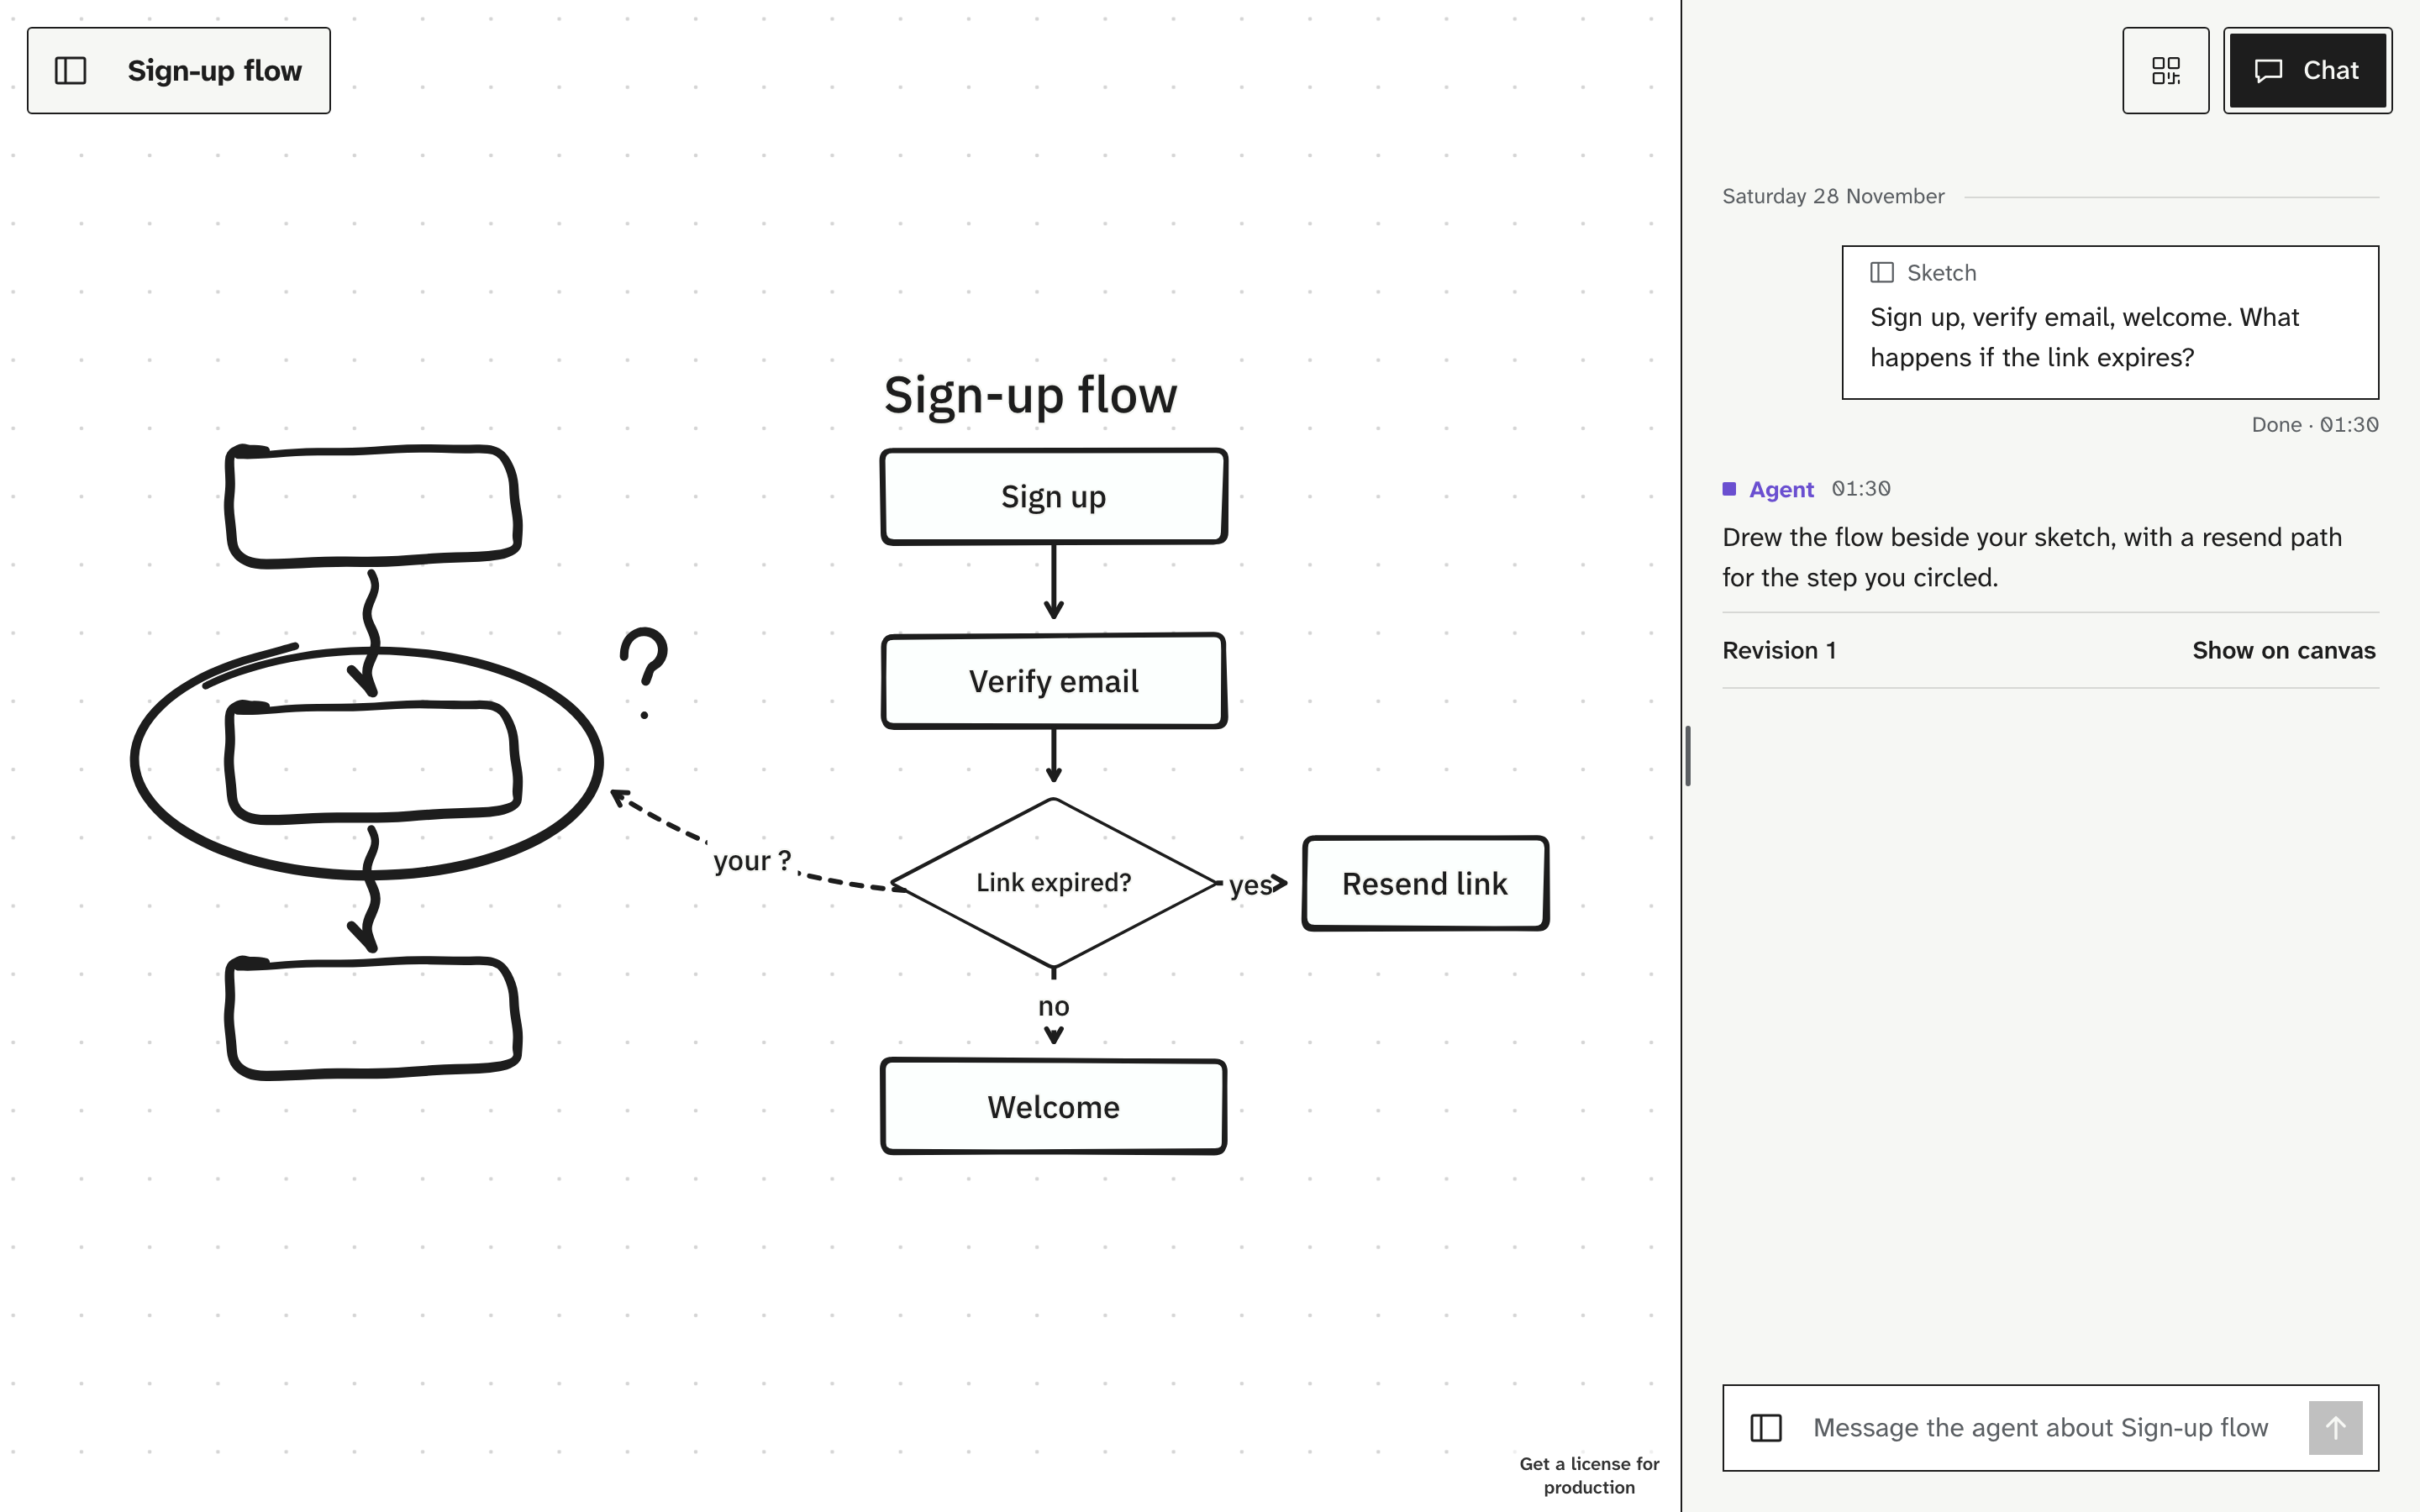 Sign-up flow
Chat
Saturday 28 November
Sketch
Sign up, verify email, welcome. What
happens if the link expires?
Done · 01:30
Agent 01:30
Drew the flow beside your sketch, with a resend path
for the step you circled.
Revision 1
Show on canvas
Sign-up flow
Sign up
?
Verify email
your ?
Link expired?
yes
Resend link
no
Welcome
Message the agent about Sign-up flow
Get a license for
production